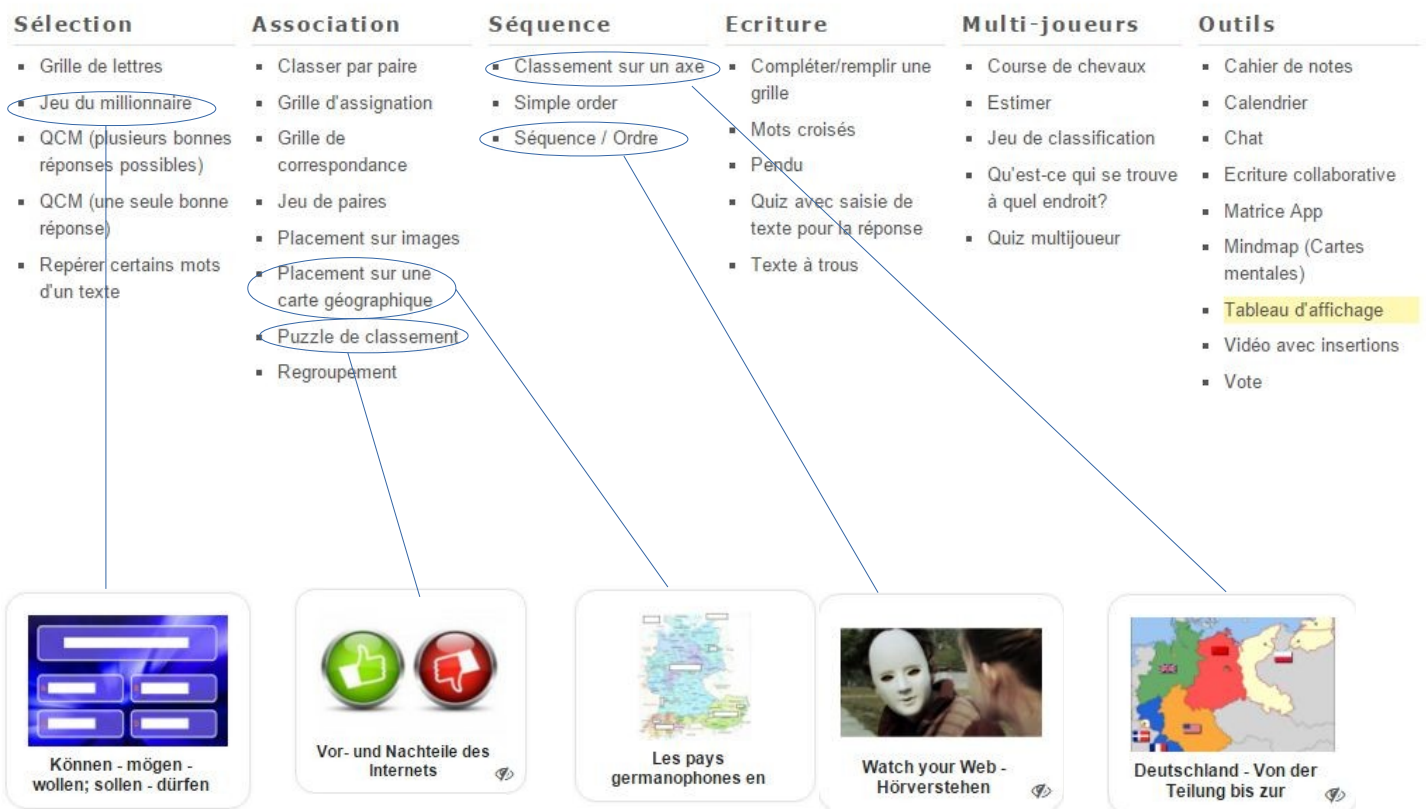 Sélection
Grille de lettres
Jeu du millionnaire
QCM (plusieurs bonnes
réponses possibles)
QCM (une seule bonne
réponse)
Repérer certains mots
d'un texte
Association
Classer par paire
Grille d'assignation
Grille de
correspondance
Jeu de paires
Placement sur images
Placement sur une
carte géographique
Puzzle de classement
Regroupement
Séquence
Classement sur un axe
Simple order
Séquence / Ordre
Ecriture
Compléter/remplir une
grille
Mots croisés
Pendu
Quiz avec saisie de
texte pour la réponse
Texte à trous
Multi-joueurs
Course de chevaux
Estimer
Jeu de classification
Qu'est-ce qui se trouve
à quel endroit?
Quiz multijoueur
Outils
Cahier de notes
Calendrier
Chat
Ecriture collaborative
Matrice App
Mindmap (Cartes
mentales)
Tableau d'affichage
Vidéo avec insertions
Vote
Können - mögen -
wollen; sollen - dürfen
Vor- und Nachteile des
Internets
Les pays
germanophones en
Watch your Web -
Hörverstehen
Deutschland - Von der
Teilung bis zur